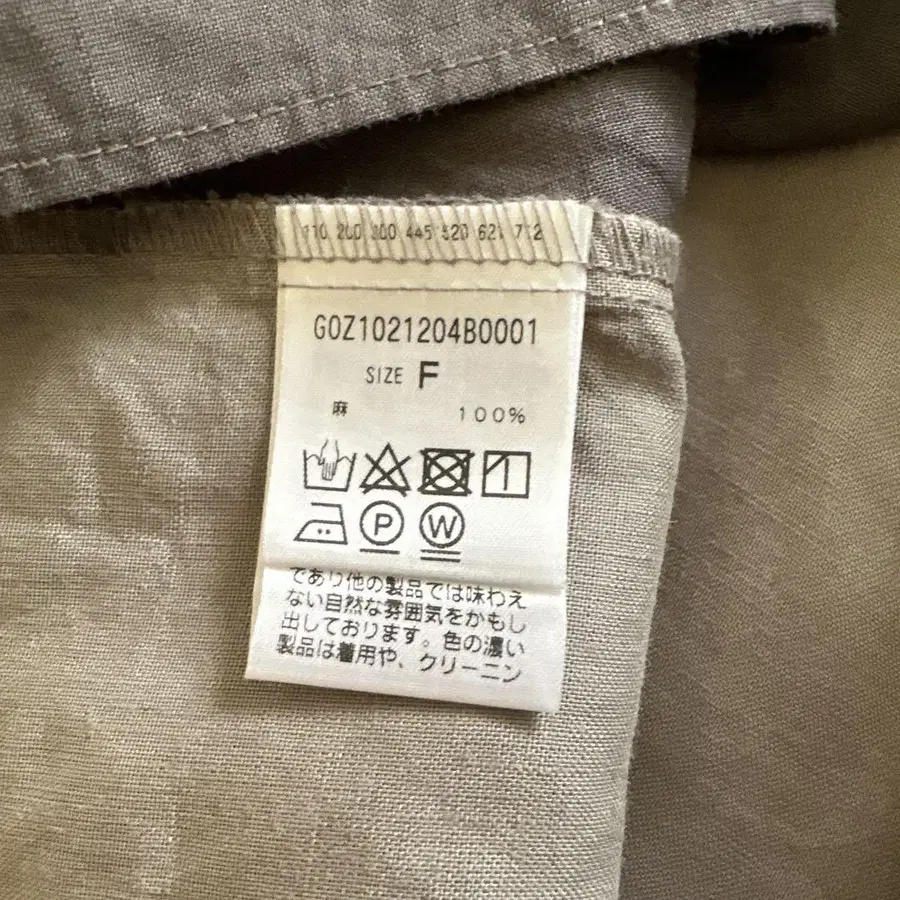 110 200 300 445 520 621 712
G0Z1021204B0001
SIZE F
麻 100%
P W
であり他の製品では味わえ
ない自然な雰囲気をかもし
出しております。色の濃い
製品は着用や、クリーニン